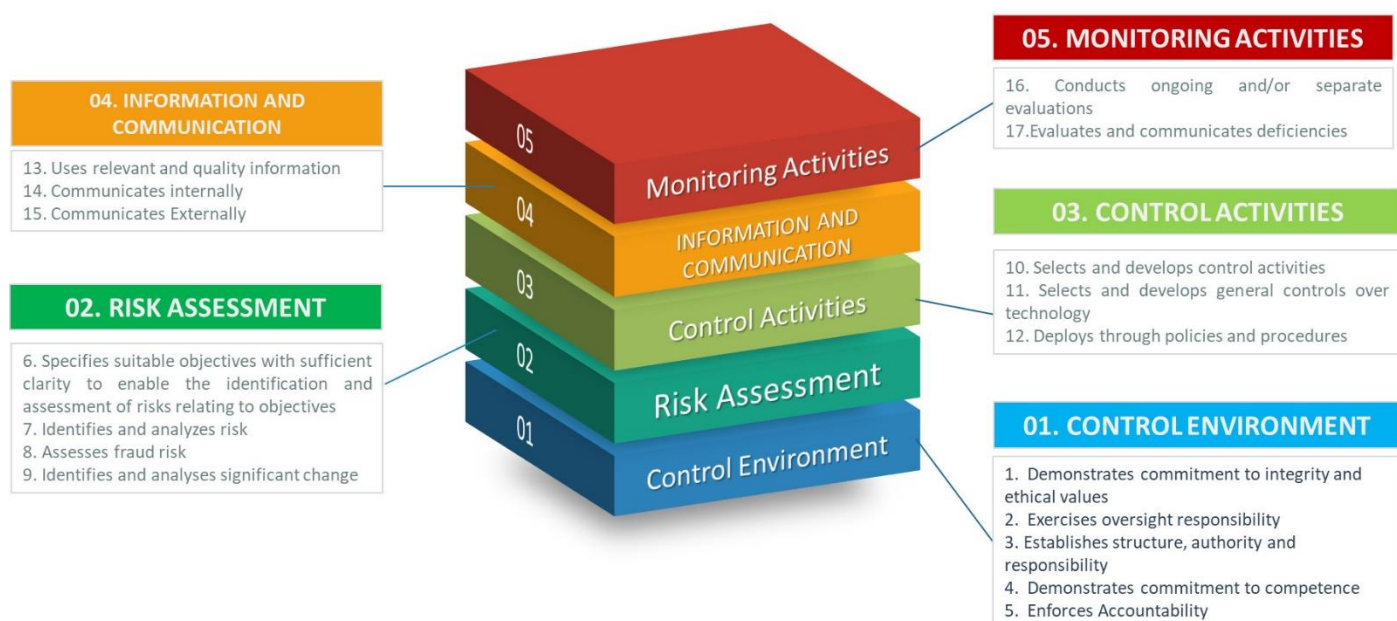 05. MONITORING ACTIVITIES
16. Conducts ongoing and/or separate
evaluations
17.Evaluates and communicates deficiencies
04. INFORMATION AND
COMMUNICATION
13. Uses relevant and quality information
14. Communicates internally
15. Communicates Externally
05
Monitoring Activities
04
INFORMATION AND
COMMUNICATION
03
Control Activities
02
Risk Assessment
01
Control Environment
03. CONTROL ACTIVITIES
10. Selects and develops control activities
11. Selects and develops general controls over
technology
12. Deploys through policies and procedures
02. RISK ASSESSMENT
6. Specifies suitable objectives with sufficient
clarity to enable the identification and
assessment of risks relating to objectives
7. Identifies and analyzes risk
8. Assesses fraud risk
9. Identifies and analyses significant change
01. CONTROL ENVIRONMENT
1. Demonstrates commitment to integrity and
ethical values
2. Exercises oversight responsibility
3. Establishes structure, authority and
responsibility
4. Demonstrates commitment to competence
5. Enforces Accountability